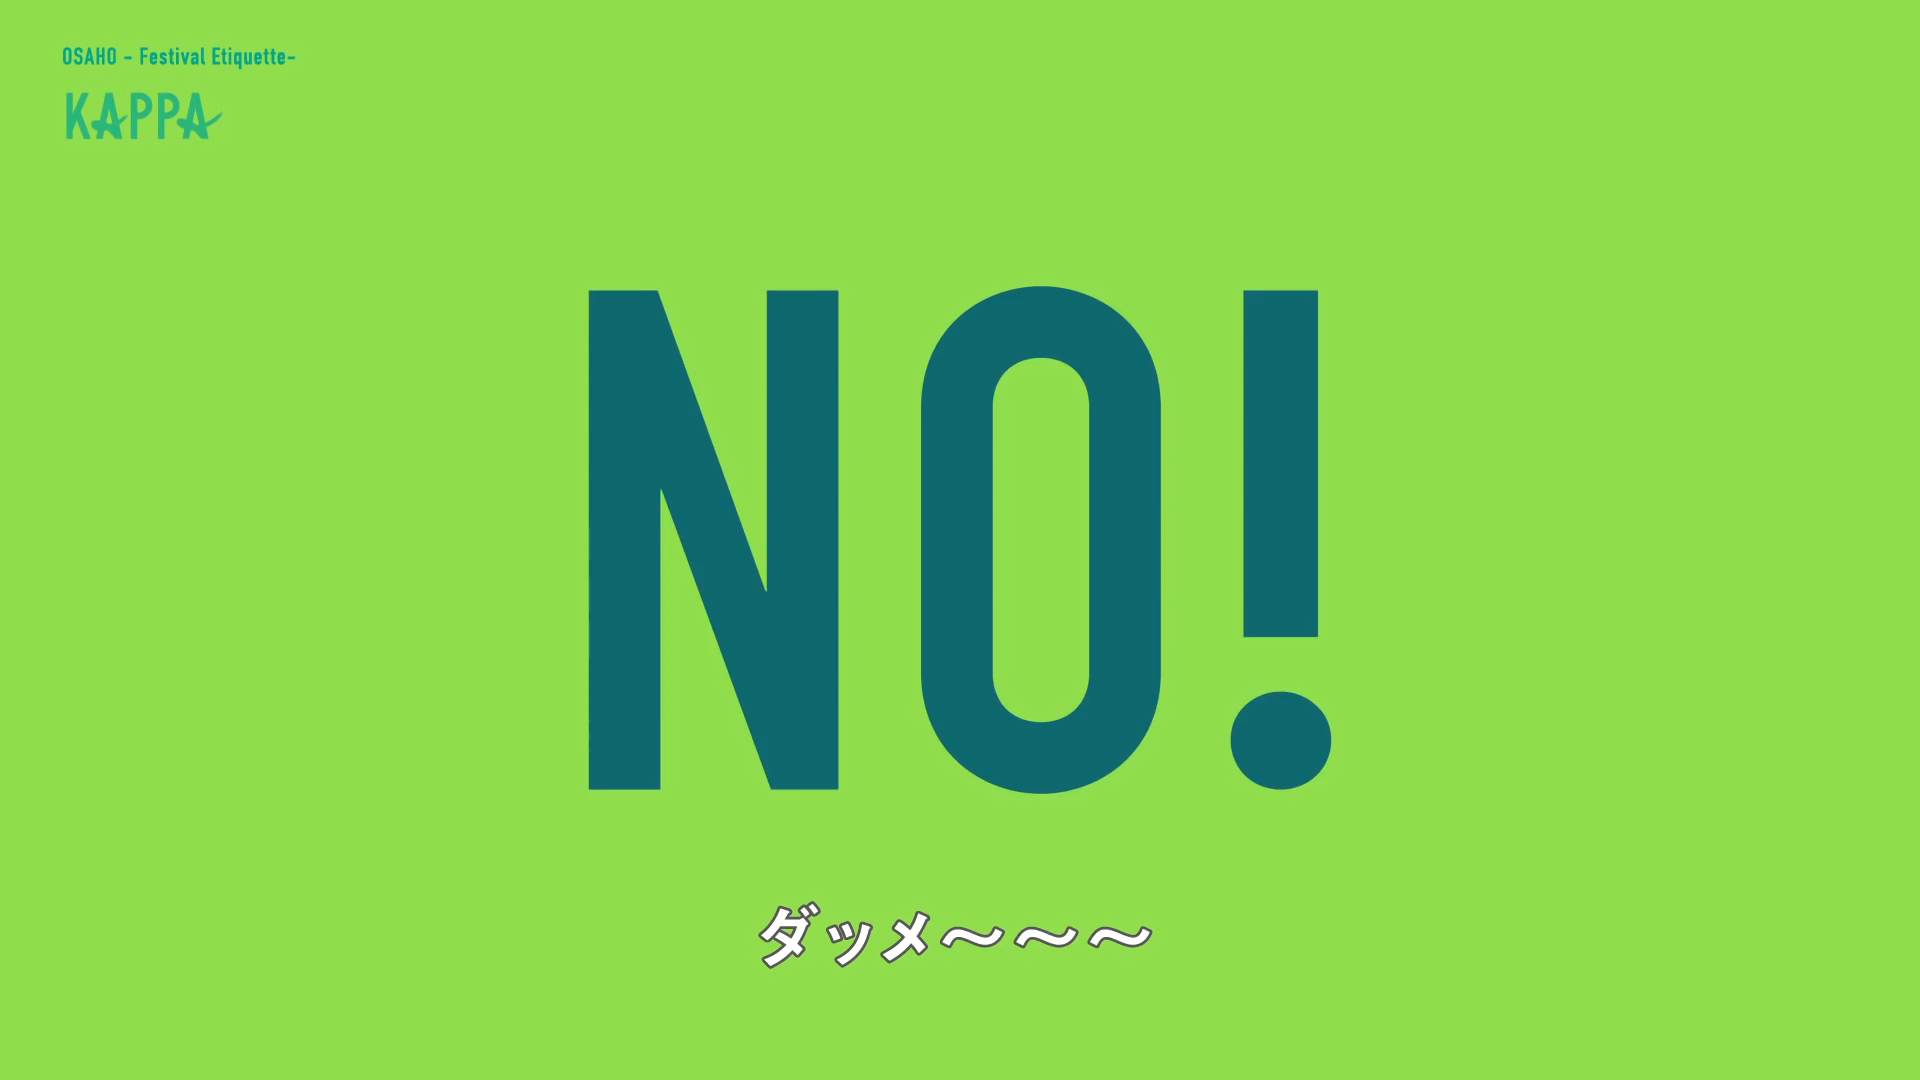 OSAHO - Festival Etiquette-
KAPPA
NO!
ダッメ〜〜〜